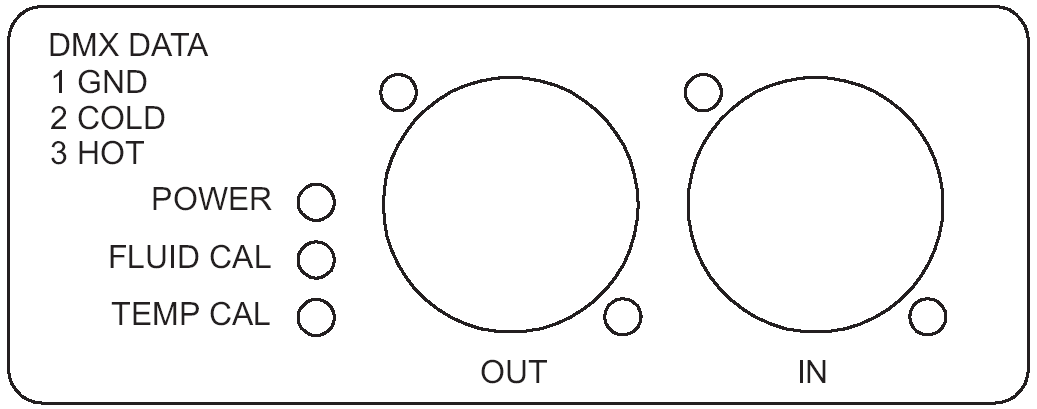 DMX DATA
1 GND
2 COLD
3 HOT
POWER
FLUID CAL
TEMP CAL
OUT
IN